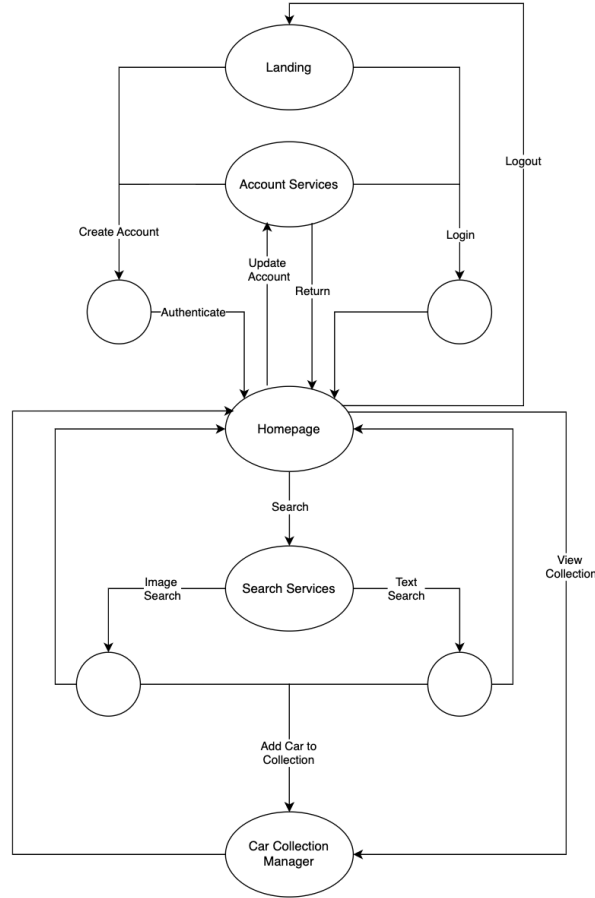 Landing
Logout
Account Services
Create Account
Login
Update
Account
Return
Authenticate
Homepage
Search
View
Collection
Image
Search
Search Services
Text
Search
Add Car to
Collection
Car Collection
Manager